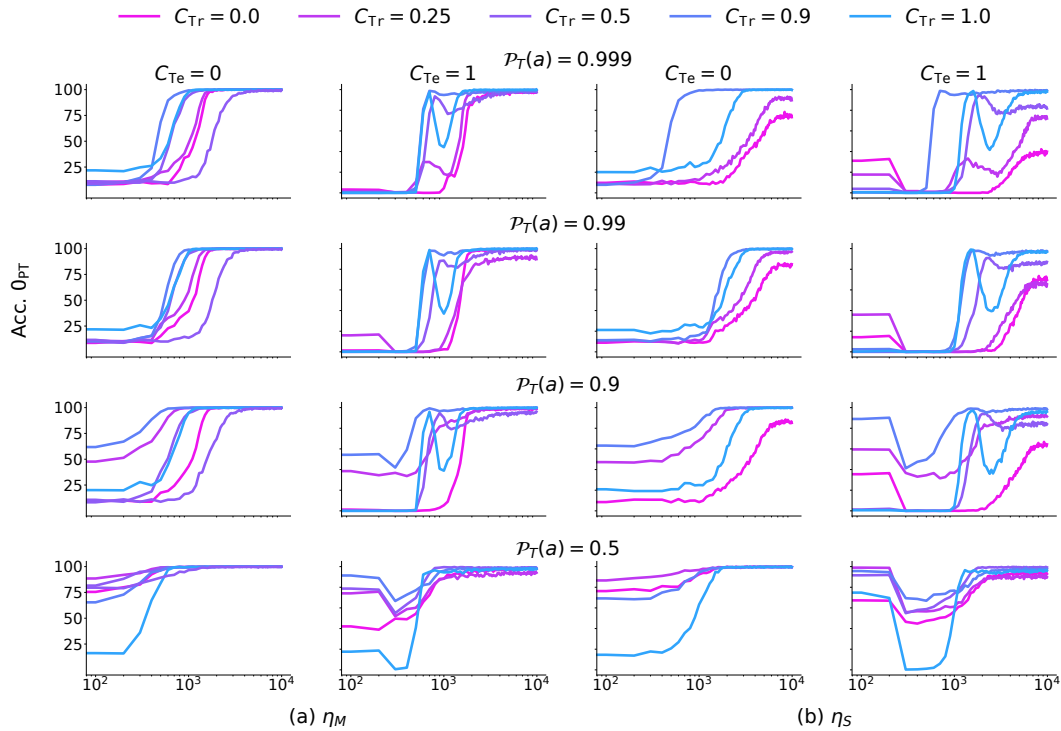 C_Tr = 0.0 C_Tr = 0.25 C_Tr = 0.5 C_Tr = 0.9 C_Tr = 1.0
𝒫_T(a) = 0.999
C_Te = 0 C_Te = 1 C_Te = 0 C_Te = 1
100
75
50
25
𝒫_T(a) = 0.99
100
75
50
25
Acc. 0_PT
𝒫_T(a) = 0.9
100
75
50
25
𝒫_T(a) = 0.5
100
75
50
25
10^2 10^3 10^4 10^2 10^3 10^4 10^2 10^3 10^4 10^2 10^3 10^4
(a) η_M (b) η_S